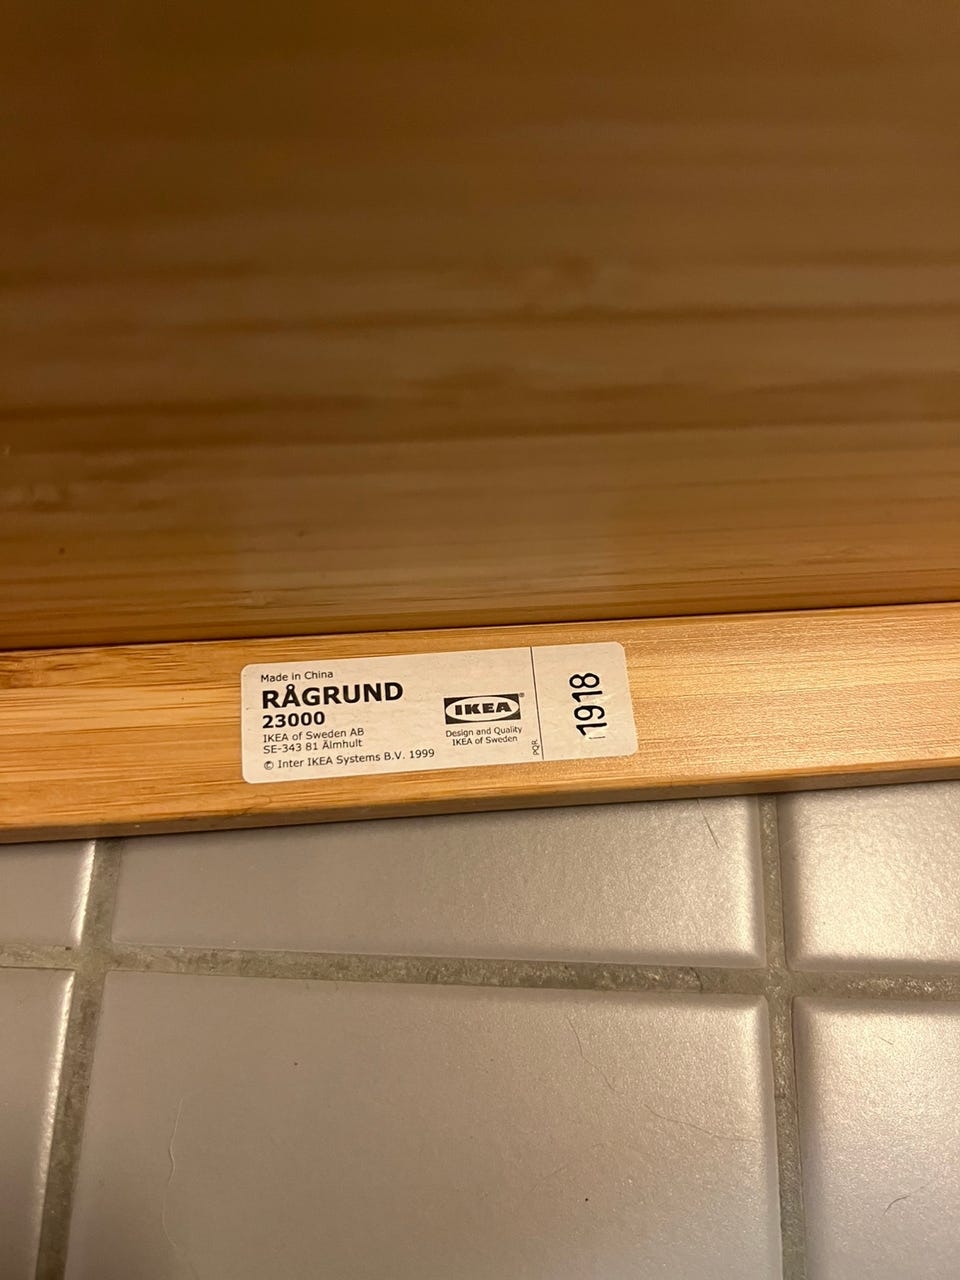 Made in China
RÅGRUND
23000
IKEA of Sweden AB
SE-343 81 Älmhult
© Inter IKEA Systems B.V. 1999
IKEA®
Design and Quality
IKEA of Sweden
PQR
1918